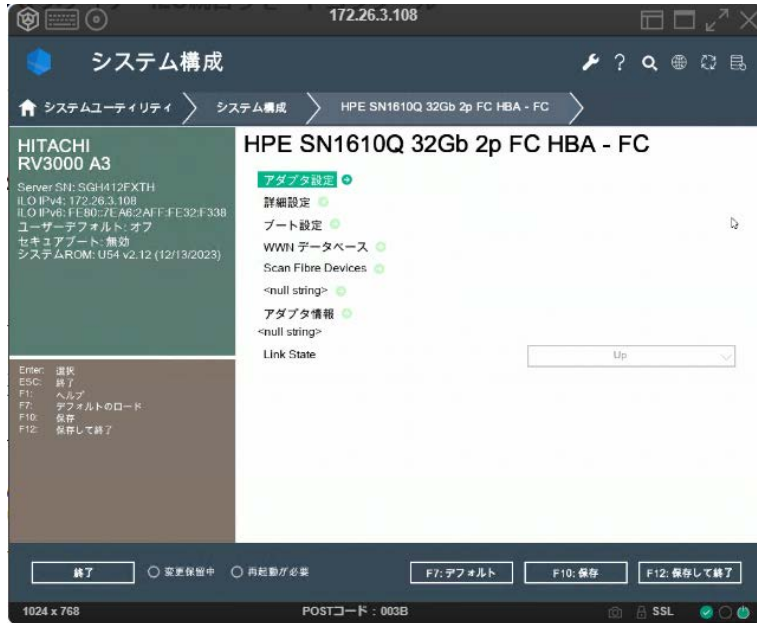 172.26.3.108
システム構成
システムユーティリティ
システム構成
HPE SN1610Q 32Gb 2p FC HBA - FC
HITACHI
RV3000 A3
Server SN: SGH412FXTH
iLO IPv4: 172.26.3.108
iLO IPv6: FE80::7EA6:2AFF:FE32:F338
ユーザーデフォルト: オフ
セキュアブート: 無効
システムROM: U54 v2.12 (12/13/2023)
Enter: 選択
ESC: 終了
F1: ヘルプ
F7: デフォルトのロード
F10: 保存
F12: 保存して終了
HPE SN1610Q 32Gb 2p FC HBA - FC
アダプタ設定
詳細設定
ブート設定
WWN データベース
Scan Fibre Devices
<null string>
アダプタ情報
<null string>
Link State Up
終了
変更保留中
再起動が必要
F7: デフォルト
F10: 保存
F12: 保存して終了
1024 x 768
POSTコード : 003B
SSL